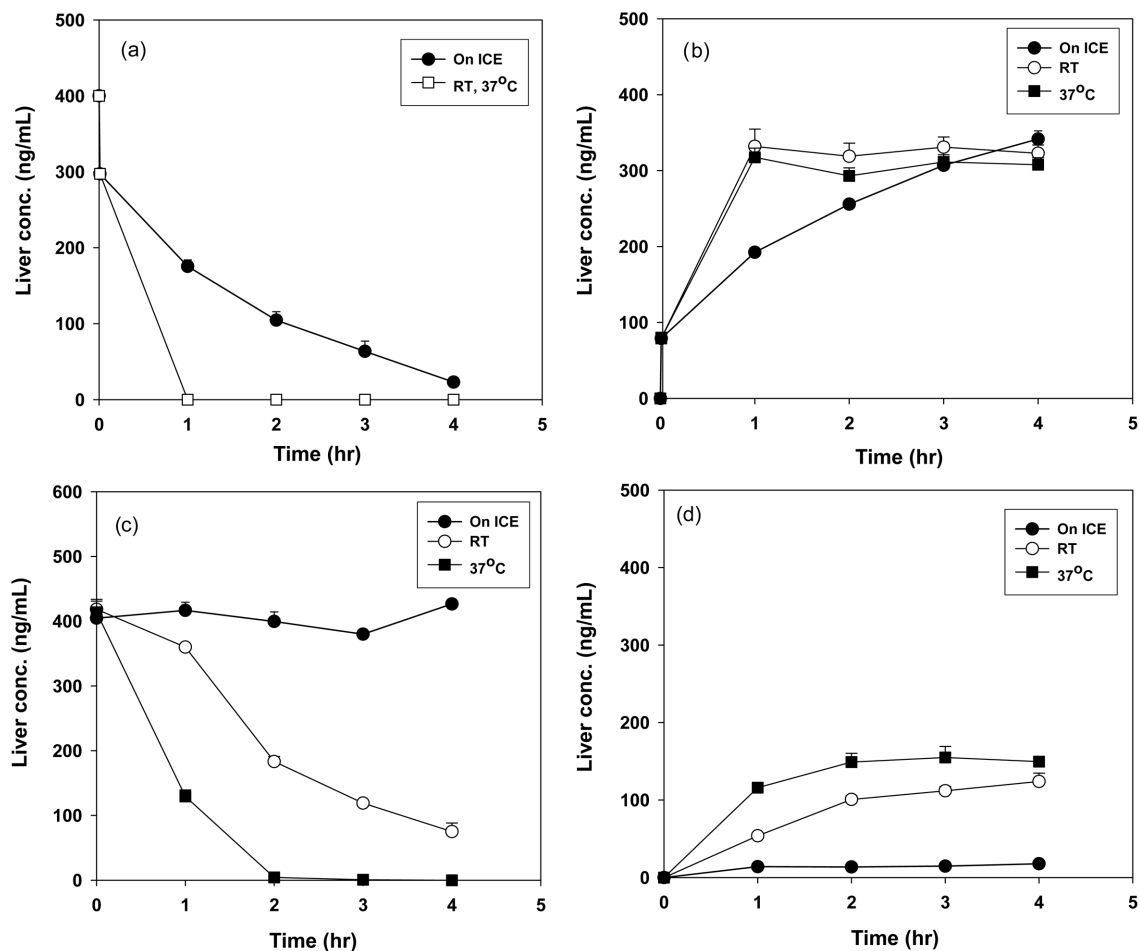 (a)
On ICE
RT, 37°C
500
400
300
200
100
0
Liver conc. (ng/mL)
0 1 2 3 4 5
Time (hr)
(b)
On ICE
RT
37°C
500
400
300
200
100
0
Liver conc. (ng/mL)
0 1 2 3 4 5
Time (hr)
(c)
On ICE
RT
37°C
600
500
400
300
200
100
0
Liver conc. (ng/mL)
0 1 2 3 4 5
Time (hr)
(d)
On ICE
RT
37°C
500
400
300
200
100
0
Liver conc. (ng/mL)
0 1 2 3 4 5
Time (hr)